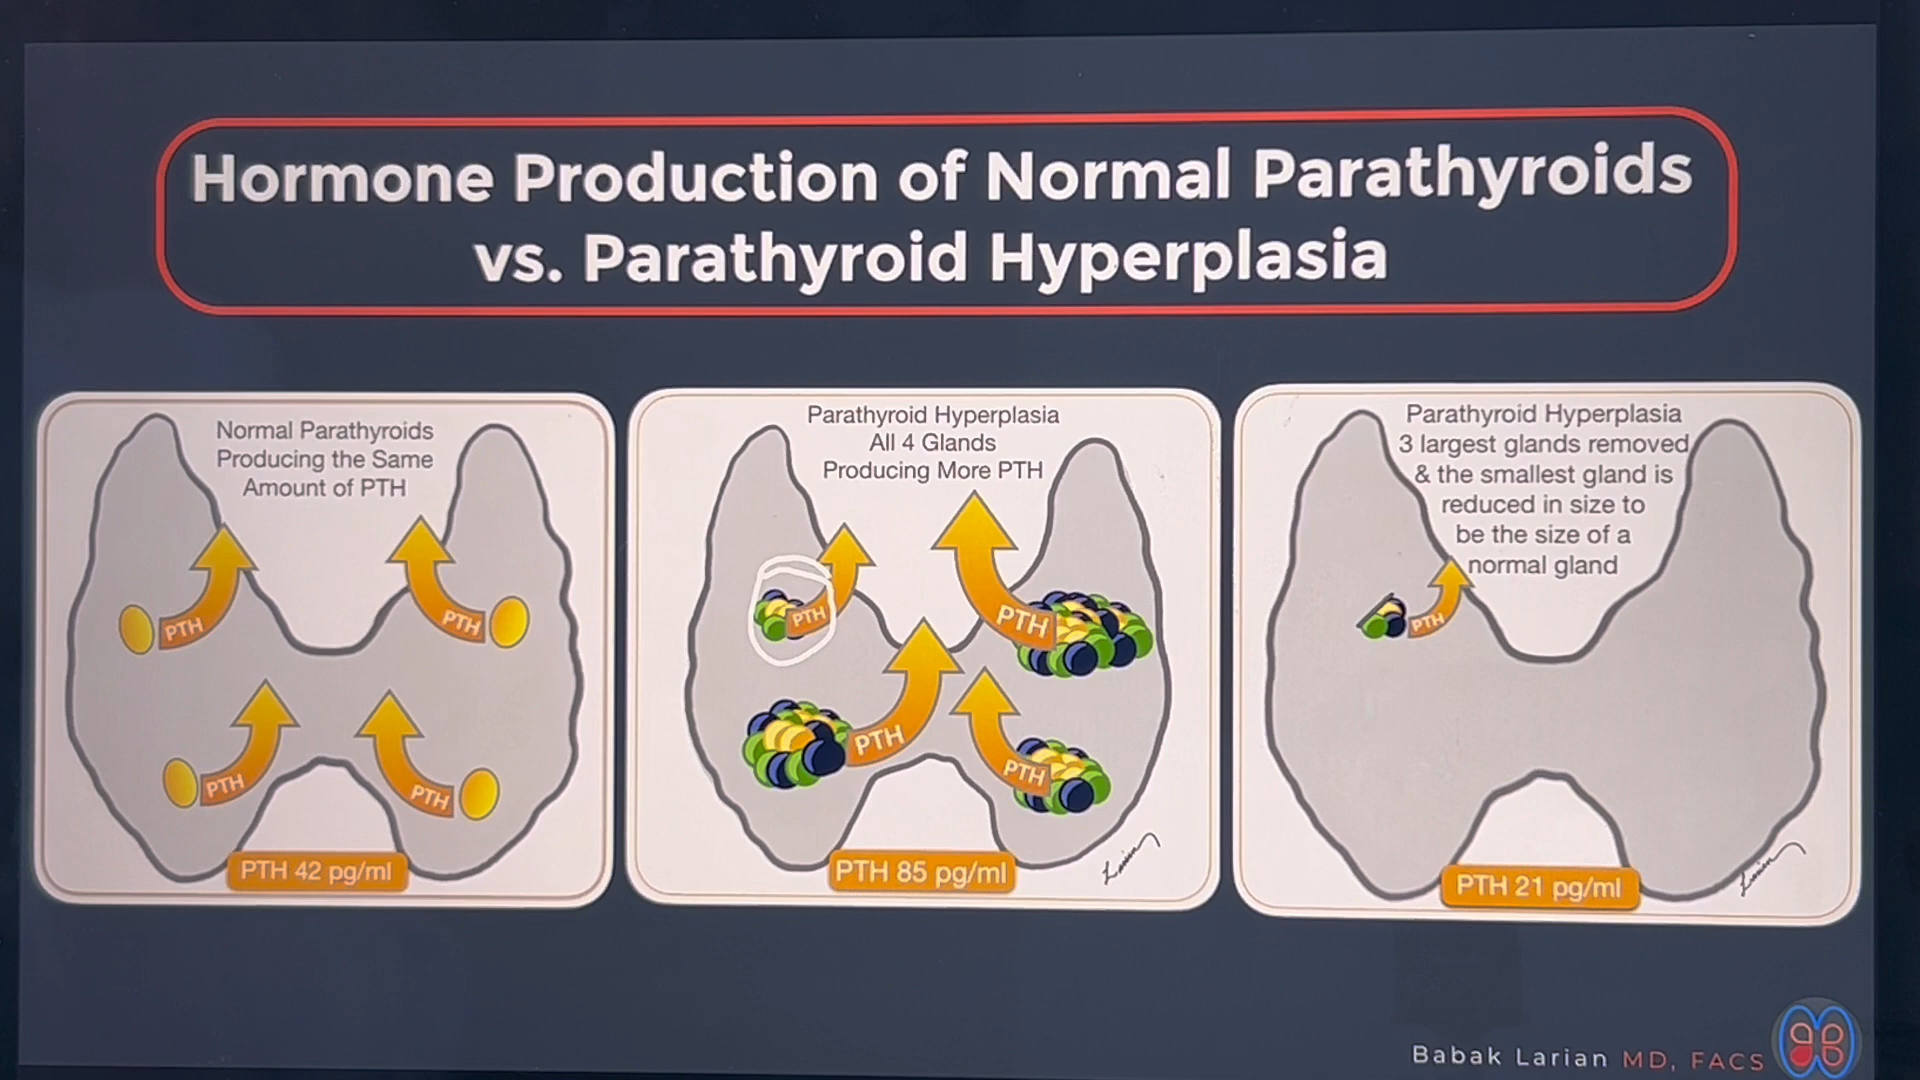 Hormone Production of Normal Parathyroids
vs. Parathyroid Hyperplasia
Normal Parathyroids
Producing the Same
Amount of PTH
PTH
PTH
PTH
PTH
PTH 42 pg/ml
Parathyroid Hyperplasia
All 4 Glands
Producing More PTH
PTH
PTH
PTH
PTH
PTH 85 pg/ml
Larian
Parathyroid Hyperplasia
3 largest glands removed
& the smallest gland is
reduced in size to
be the size of a
normal gland
PTH
PTH 21 pg/ml
Larian
Babak Larian MD, FACS